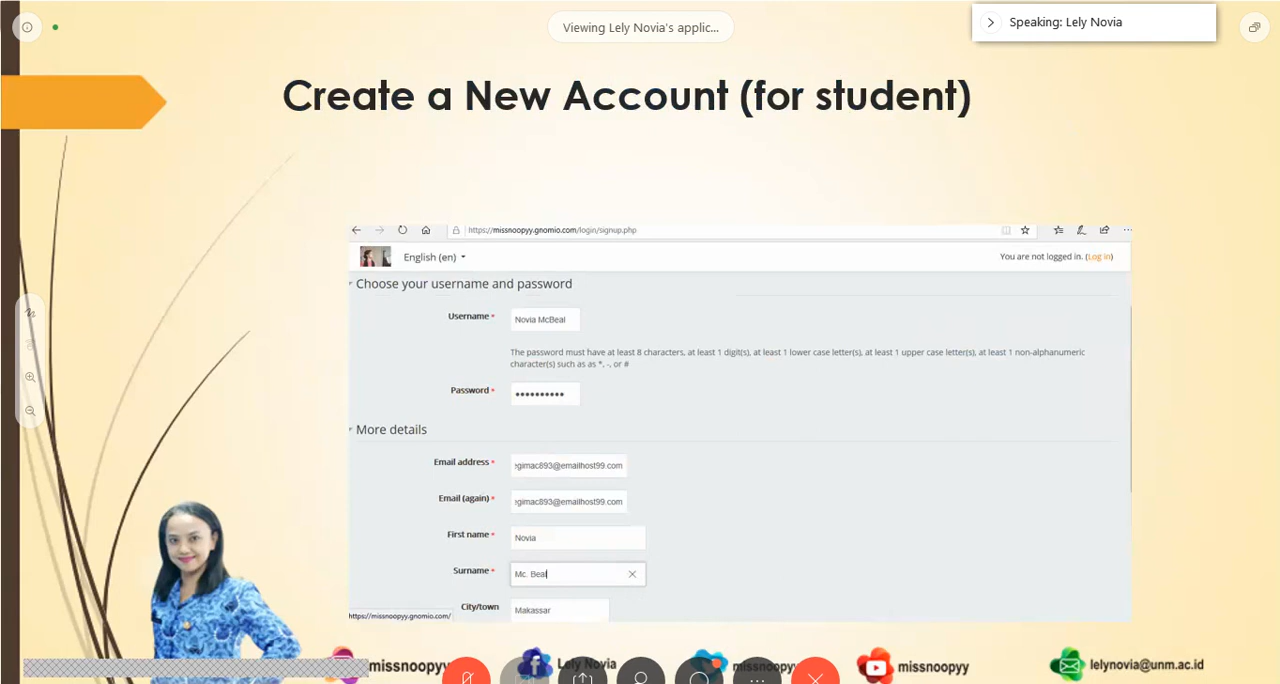 Viewing Lely Novia's applic...
Speaking: Lely Novia
Create a New Account (for student)
https://missnoopyy.gnomio.com/login/signup.php
English (en)
You are not logged in. (Log in)
Choose your username and password
Username *
Novia McBeal
The password must have at least 8 characters, at least 1 digit(s), at least 1 lower case letter(s), at least 1 upper case letter(s), at least 1 non-alphanumeric
character(s) such as as *, -, or #
Password *
More details
Email address *
egimac893@emailhost99.com
Email (again) *
egimac893@emailhost99.com
First name *
Novia
Surname *
Mc. Beal
City/town
Makassar
https://missnoopyy.gnomio.com/
missnoopyy
Lely Novia
missnoopyy
missnoopyy
lelynovia@unm.ac.id